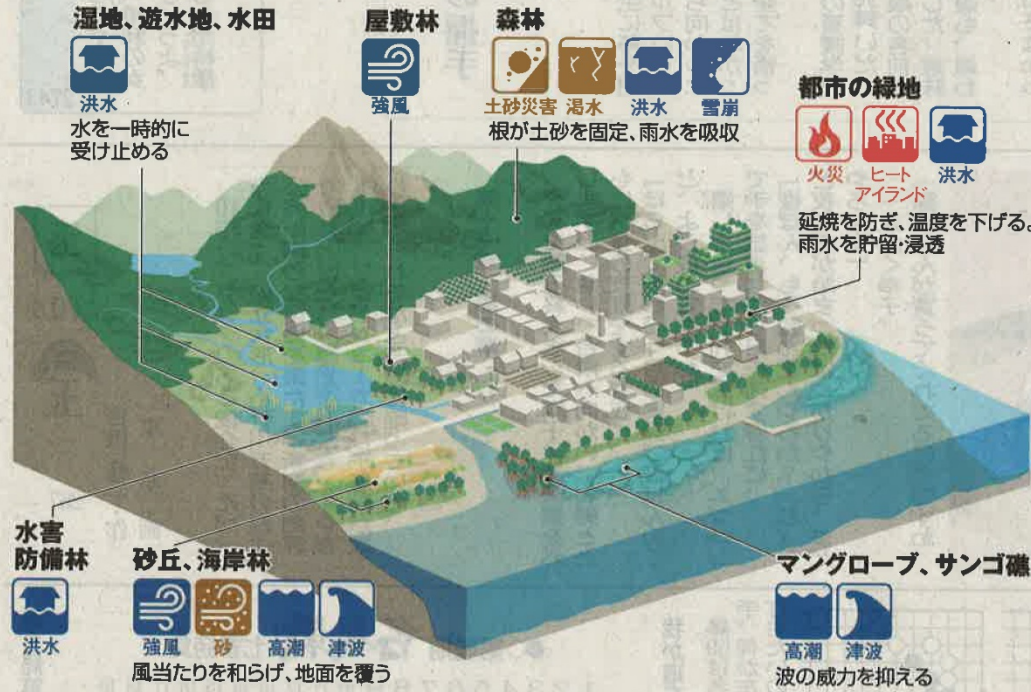 湿地、遊水地、水田
洪水
水を一時的に
受け止める
屋敷林
強風
森林
土砂災害 渇水 洪水 雪崩
根が土砂を固定、雨水を吸収
都市の緑地
火災 ヒート
アイランド 洪水
延焼を防ぎ、温度を下げる。
雨水を貯留・浸透
水害
防備林
洪水
砂丘、海岸林
強風 砂 高潮 津波
風当たりを和らげ、地面を覆う
マングローブ、サンゴ礁
高潮 津波
波の威力を抑える